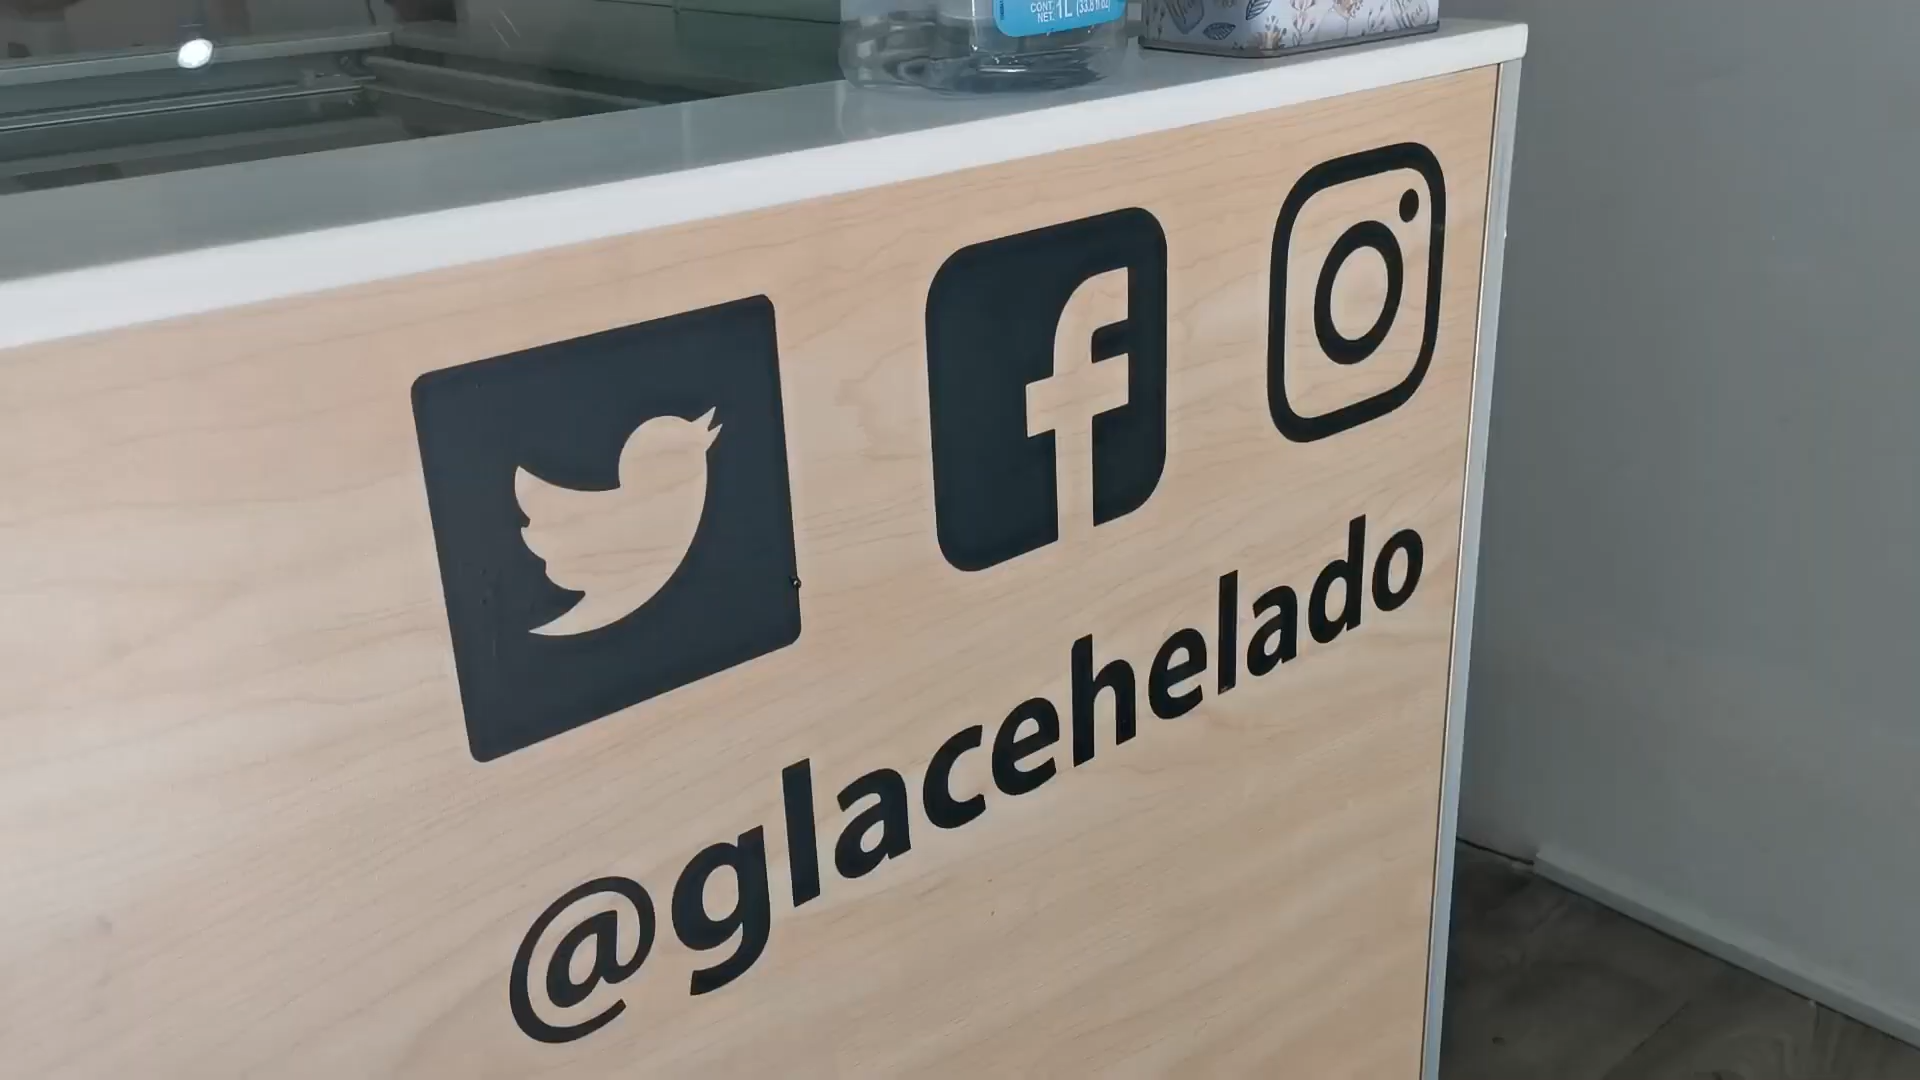 CONT. 1L (33.8 fl oz)
NET.
@glacehelado